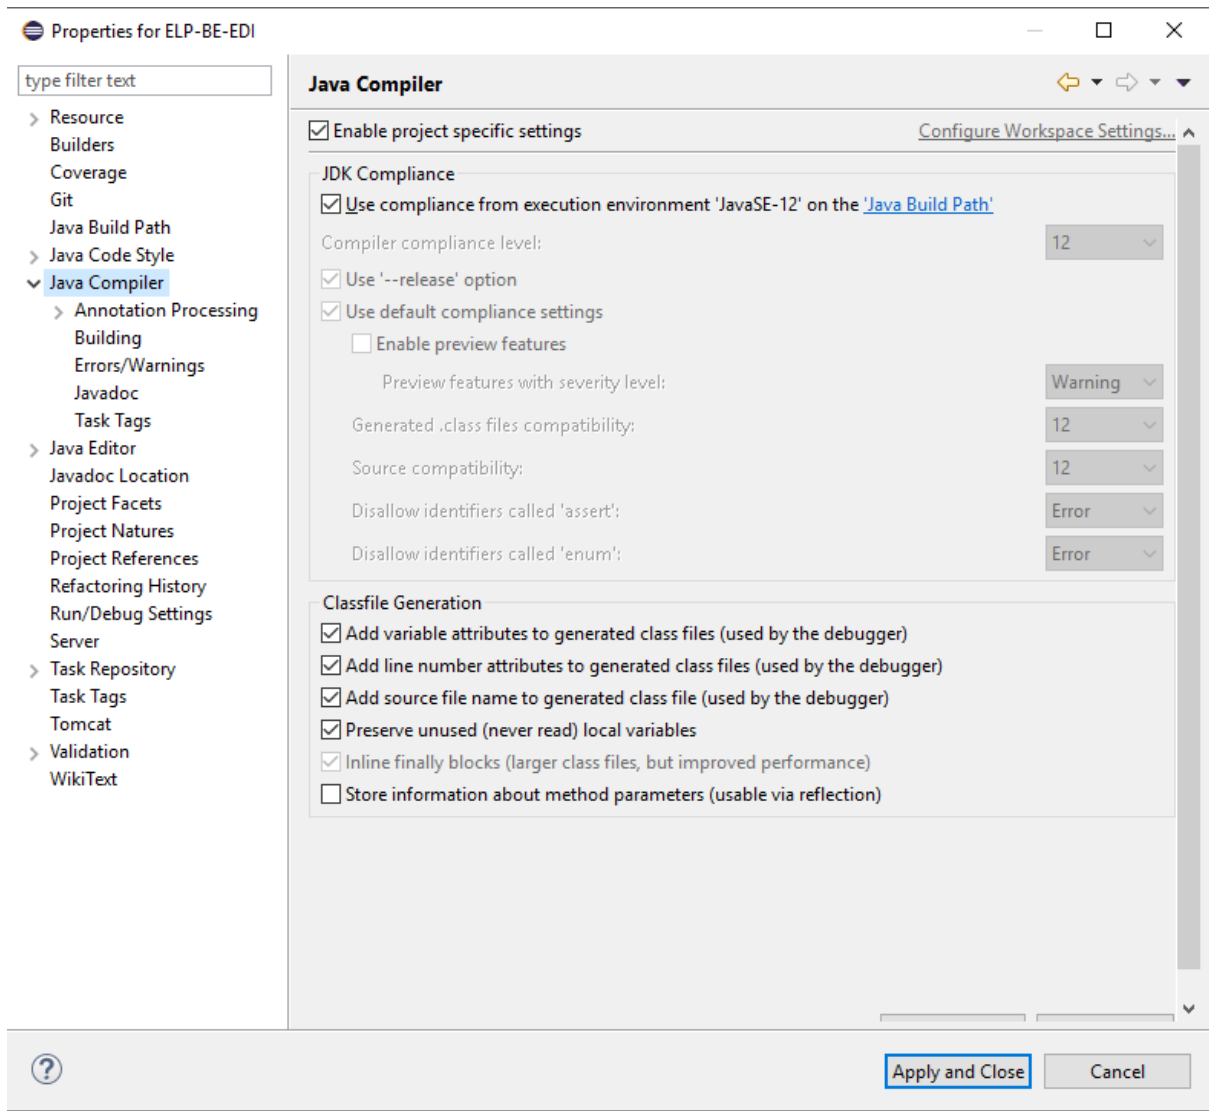 Properties for ELP-BE-EDI
type filter text
Resource
Builders
Coverage
Git
Java Build Path
Java Code Style
Java Compiler
Annotation Processing
Building
Errors/Warnings
Javadoc
Task Tags
Java Editor
Javadoc Location
Project Facets
Project Natures
Project References
Refactoring History
Run/Debug Settings
Server
Task Repository
Task Tags
Tomcat
Validation
WikiText
Java Compiler
Enable project specific settings Configure Workspace Settings...
JDK Compliance
Use compliance from execution environment 'JavaSE-12' on the 'Java Build Path'
Compiler compliance level: 12
Use '--release' option
Use default compliance settings
Enable preview features
Preview features with severity level: Warning
Generated .class files compatibility: 12
Source compatibility: 12
Disallow identifiers called 'assert': Error
Disallow identifiers called 'enum': Error
Classfile Generation
Add variable attributes to generated class files (used by the debugger)
Add line number attributes to generated class files (used by the debugger)
Add source file name to generated class file (used by the debugger)
Preserve unused (never read) local variables
Inline finally blocks (larger class files, but improved performance)
Store information about method parameters (usable via reflection)
Apply and Close Cancel